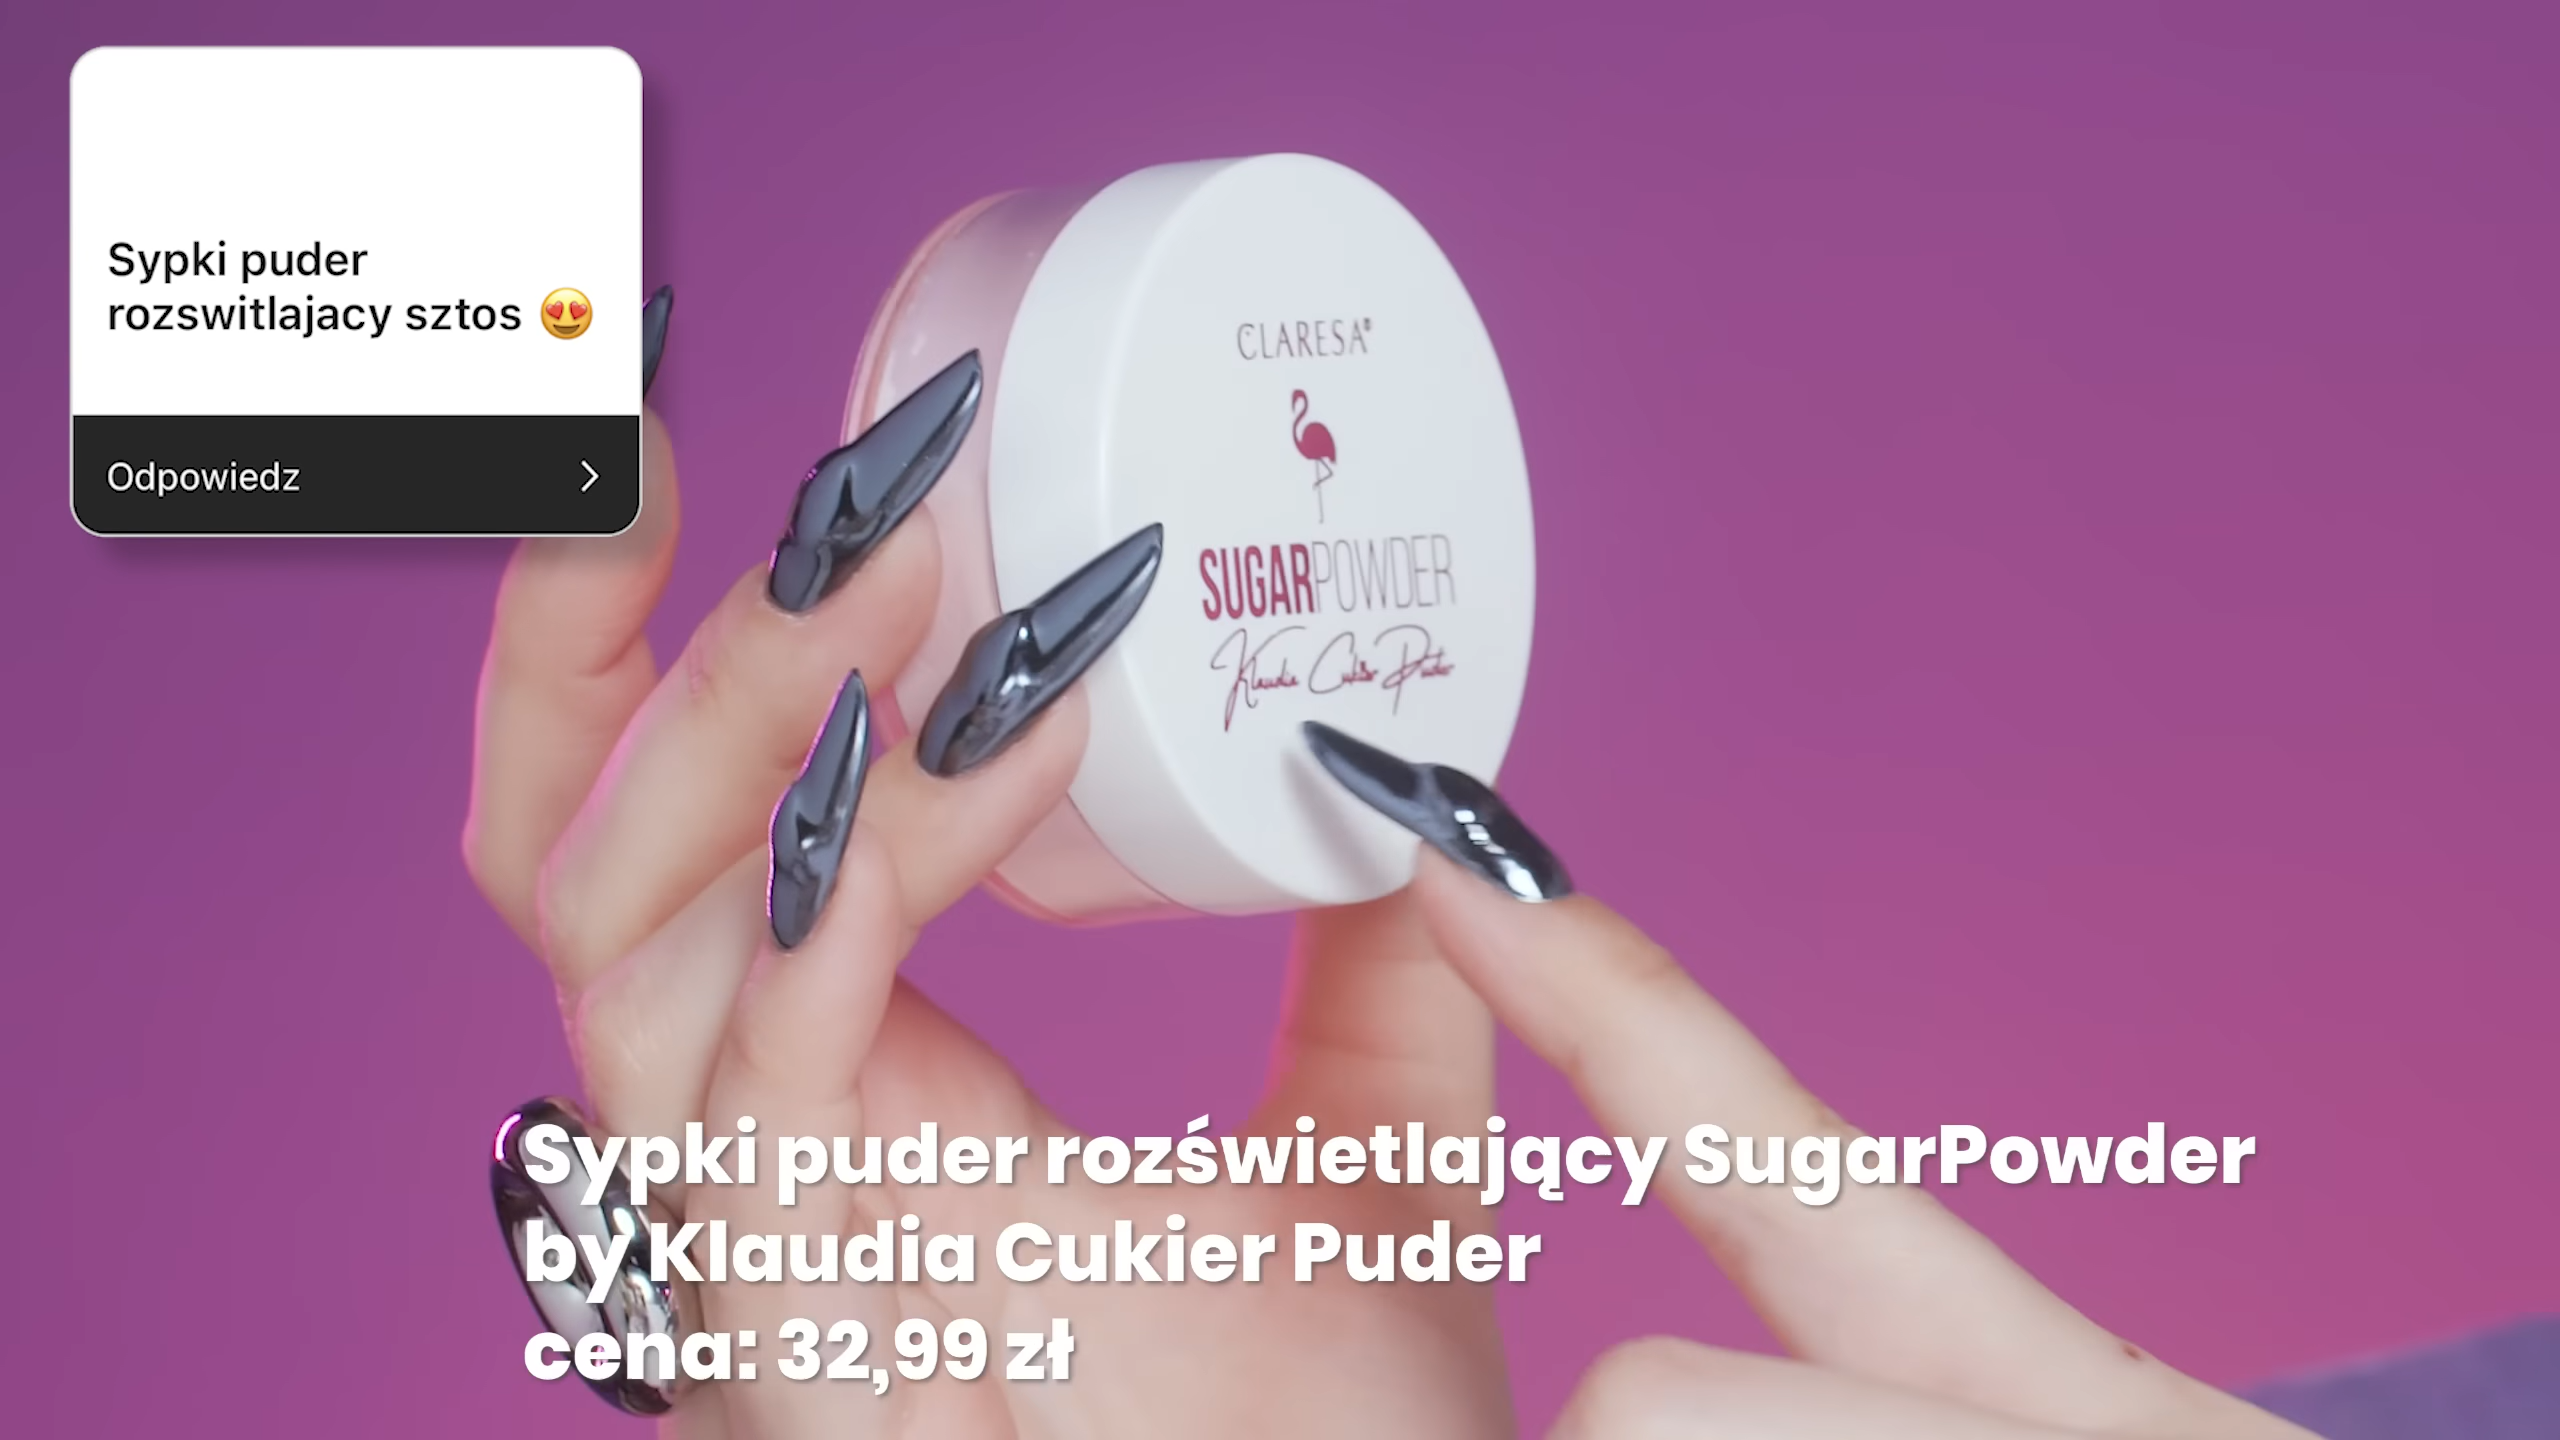 Sypki puder
rozswitlajacy sztos 😍
Odpowiedz
CLARESA®
SUGARPOWDER
Klaudia Cukier Puder
Sypki puder rozświetlający SugarPowder
by Klaudia Cukier Puder
cena: 32,99 zł